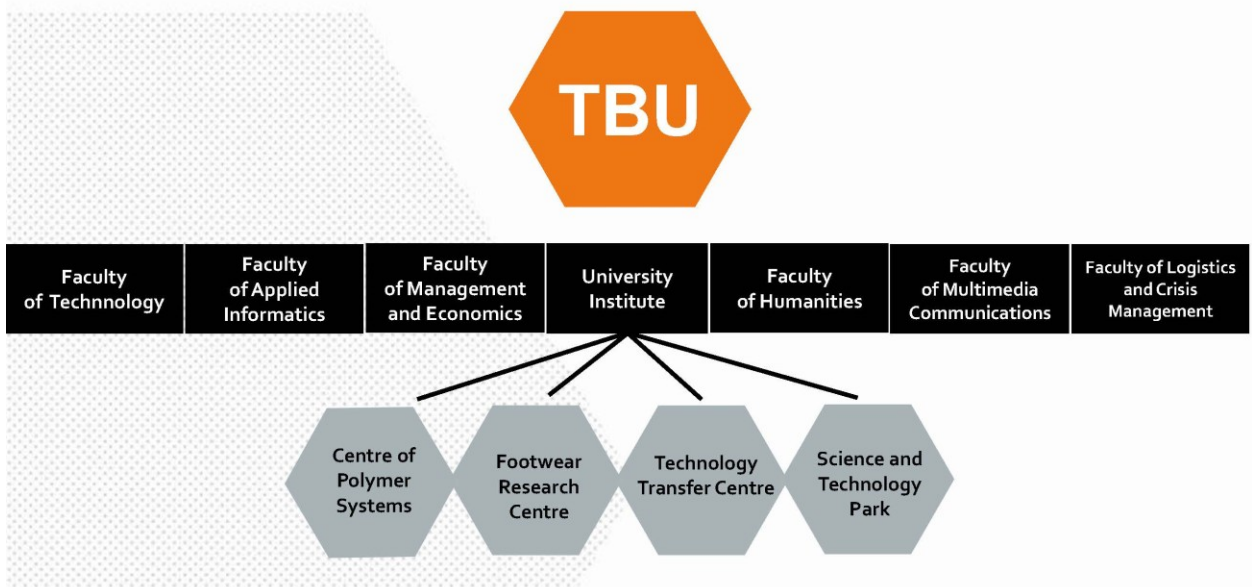 TBU
Faculty
of Technnology
Faculty
of Applied
Informatics
Faculty
of Management
and Economics
University
Institute
Faculty
of Humanities
Faculty
of Multimedia
Communications
Faculty of Logistics
and Crisis
Management
Centre of
Polymer
Systems
Footwear
Research
Centre
Technology
Transfer Centre
Science and
Technology
Park